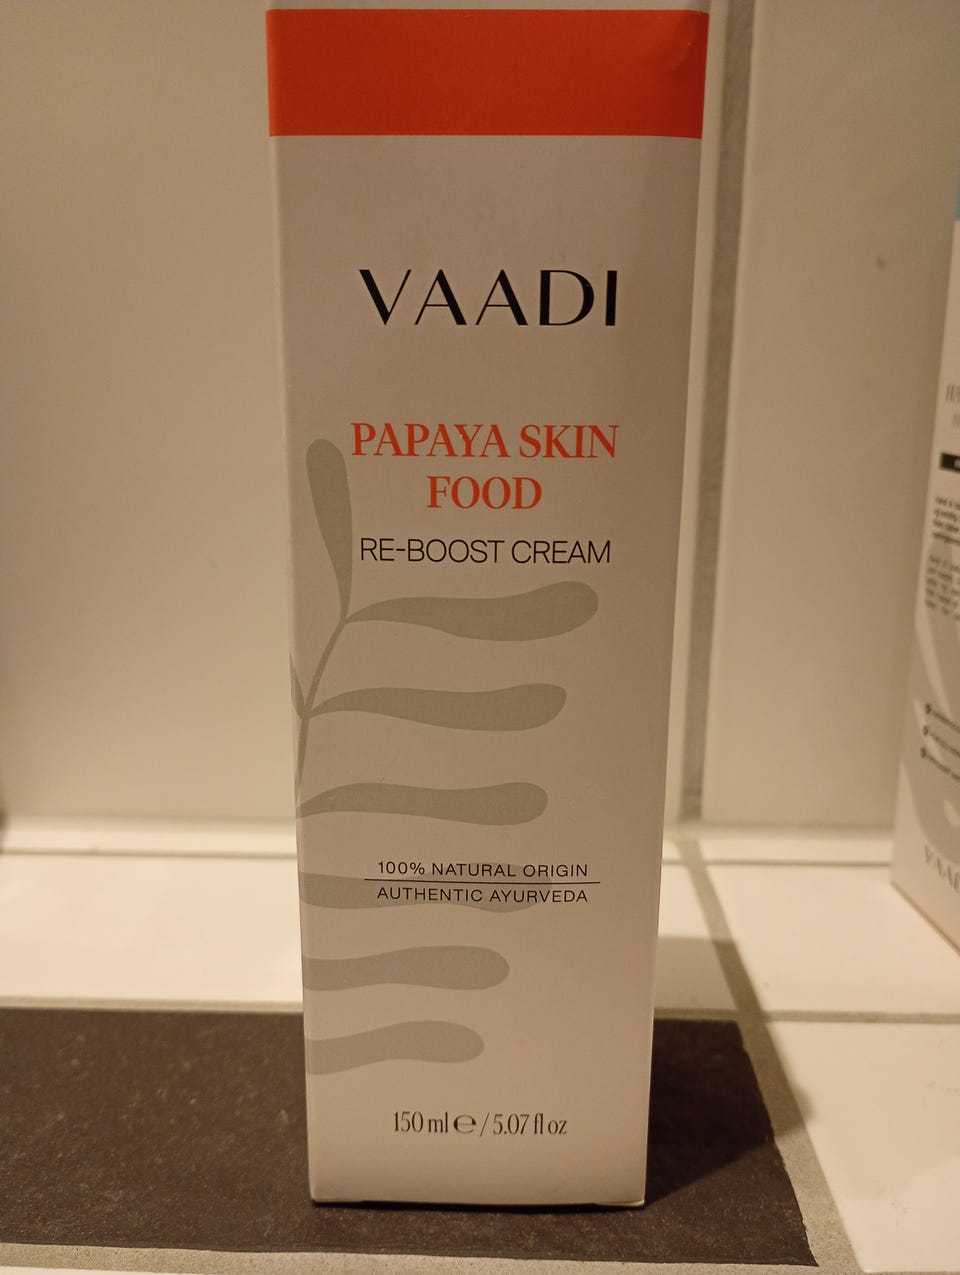 VAADI
PAPAYA SKIN
FOOD
RE-BOOST CREAM
100% NATURAL ORIGIN
AUTHENTIC AYURVEDA
150 ml ℮ / 5.07 fl oz